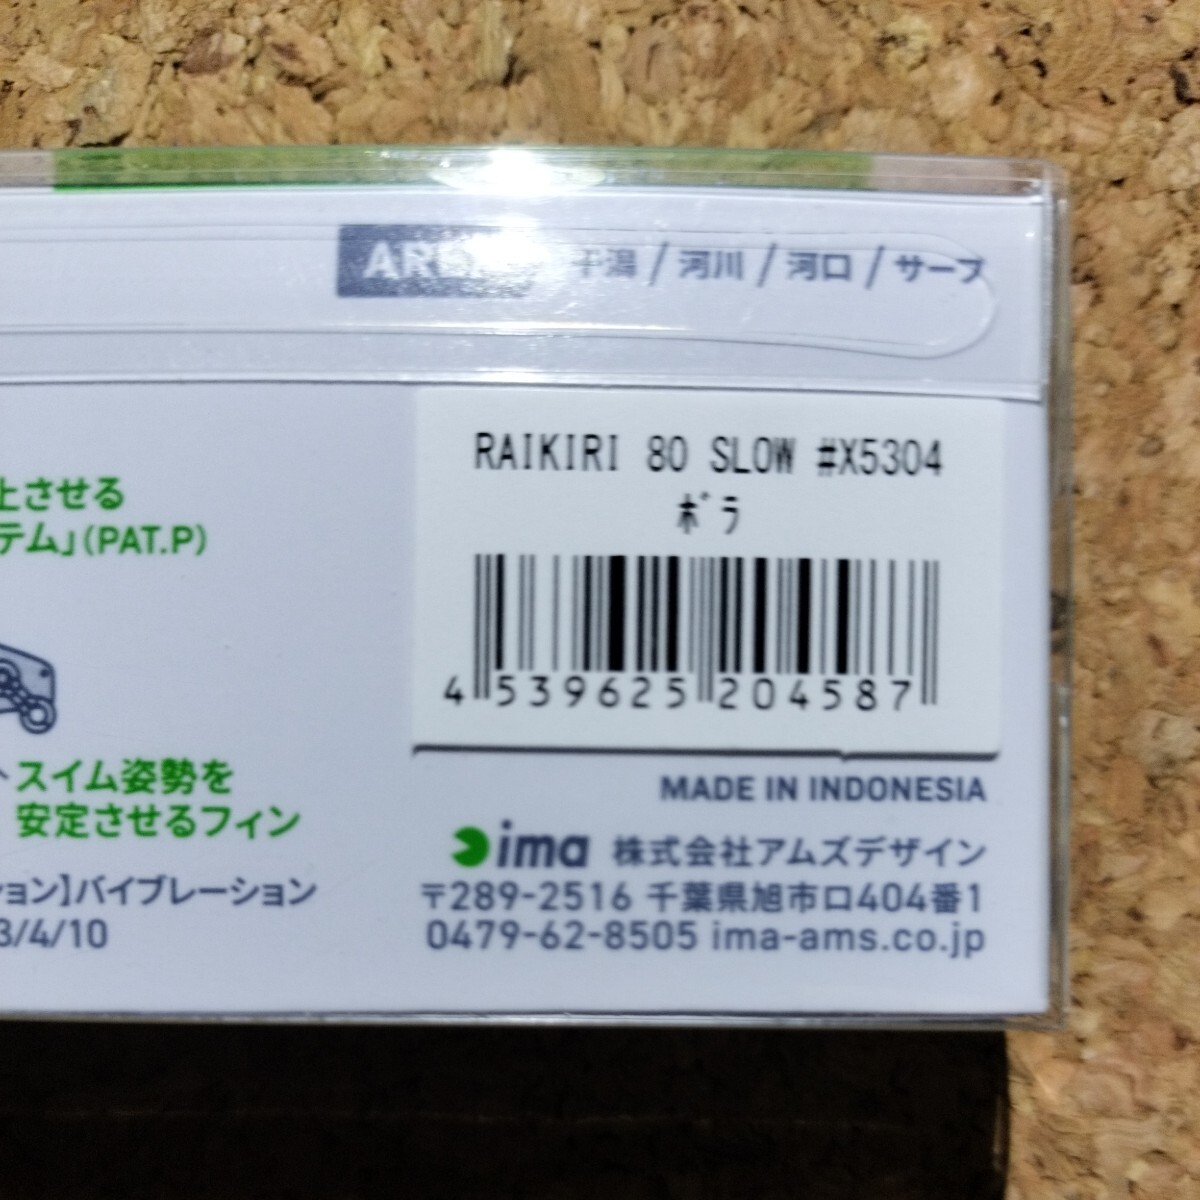 干潟 / 河川 / 河口 / サーフ
RAIKIRI 80 SLOW #X5304
ボラ
4 539625 204587
上させる
テム」(PAT.P)
スイム姿勢を
安定させるフィン
ション】バイブレーション
3/4/10
MADE IN INDONESIA
ima 株式会社アムズデザイン
〒289-2516 千葉県旭市口404番1
0479-62-8505 ima-ams.co.jp